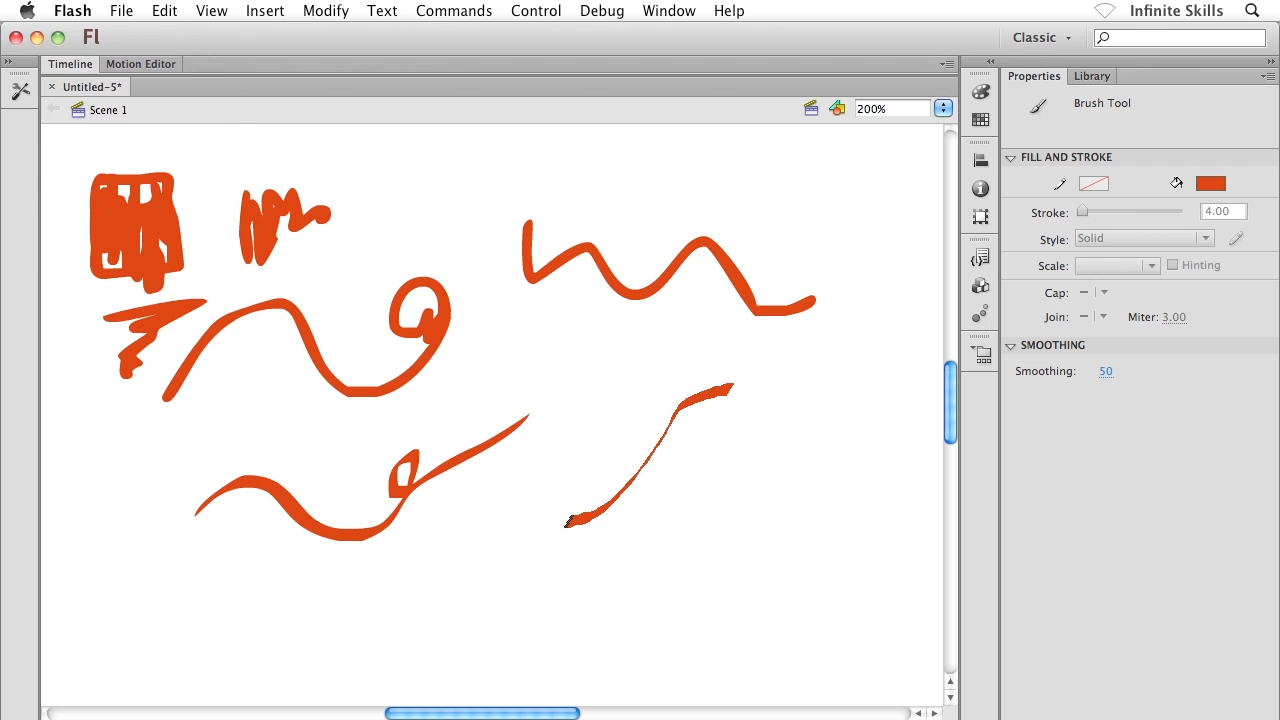 Flash File Edit View Insert Modify Text Commands Control Debug Window Help Infinite Skills
Fl Classic
Timeline Motion Editor
Untitled-5*
Scene 1 200%
Properties Library
Brush Tool
FILL AND STROKE
Stroke: 4.00
Style: Solid
Scale: Hinting
Cap:
Join: Miter: 3.00
SMOOTHING
Smoothing: 50